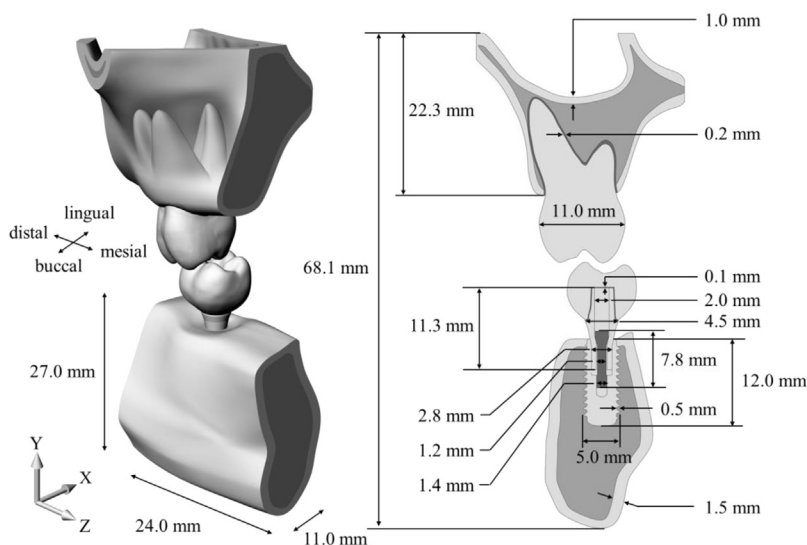 1.0 mm
22.3 mm
0.2 mm
lingual
distal
mesial
buccal
11.0 mm
68.1 mm
0.1 mm
2.0 mm
11.3 mm
4.5 mm
7.8 mm
27.0 mm
12.0 mm
2.8 mm
0.5 mm
1.2 mm
5.0 mm
1.4 mm
Y
X
Z
1.5 mm
24.0 mm
11.0 mm